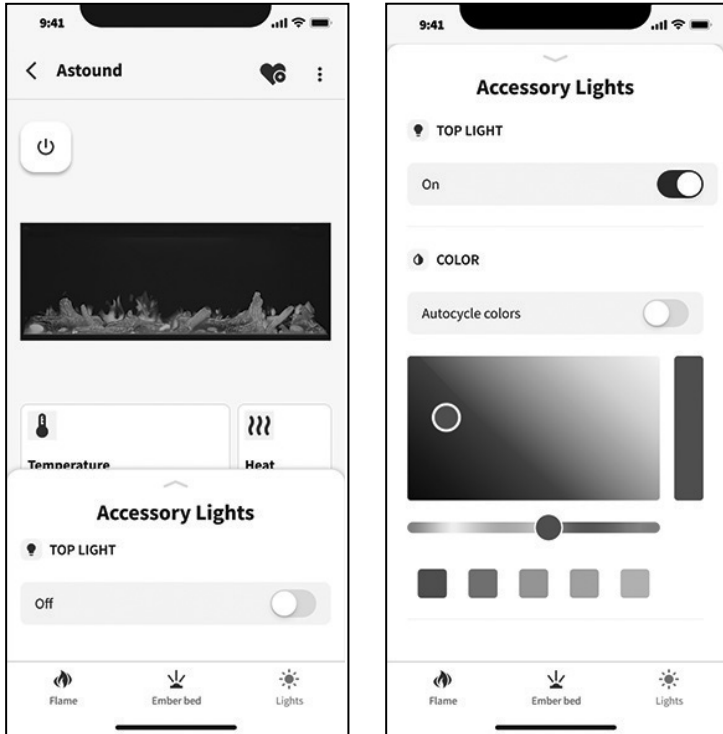 9:41
Astound
Temperature
Heat
Accessory Lights
TOP LIGHT
Off
Flame
Ember bed
Lights
9:41
Accessory Lights
TOP LIGHT
On
COLOR
Autocycle colors
Flame
Ember bed
Lights